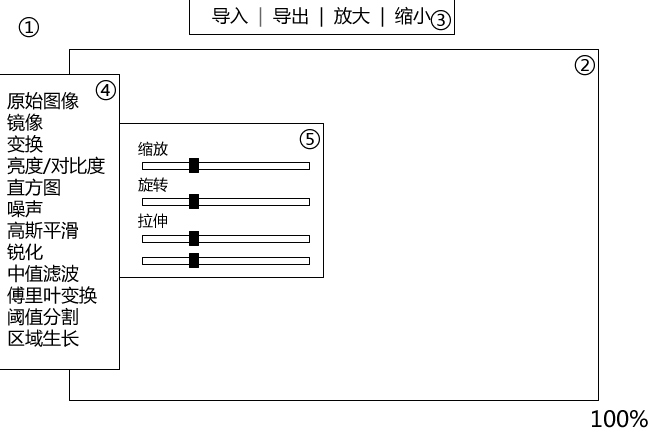 ①
导入 | 导出 | 放大 | 缩小
③
②
④
原始图像
镜像
变换
亮度/对比度
直方图
噪声
高斯平滑
锐化
中值滤波
傅里叶变换
阈值分割
区域生长
⑤
缩放
旋转
拉伸
100%